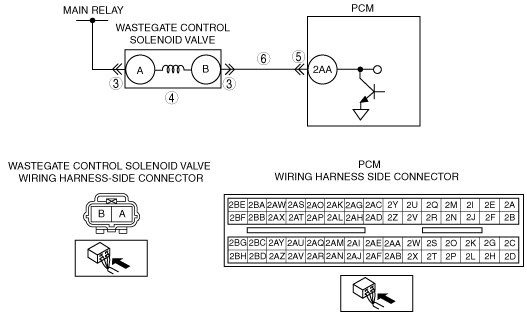 MAIN RELAY
PCM
WASTEGATE CONTROL
SOLENOID VALVE
A
B
2AA
3
3
4
6
5
WASTEGATE CONTROL SOLENOID VALVE
WIRING HARNESS-SIDE CONNECTOR
B A
PCM
WIRING HARNESS SIDE CONNECTOR
2BE 2BA 2AW 2AS 2AO 2AK 2AG 2AC 2Y 2U 2Q 2M 2I 2E 2A
2BF 2BB 2AX 2AT 2AP 2AL 2AH 2AD 2Z 2V 2R 2N 2J 2F 2B
2BG 2BC 2AY 2AU 2AQ 2AM 2AI 2AE 2AA 2W 2S 2O 2K 2G 2C
2BH 2BD 2AZ 2AV 2AR 2AN 2AJ 2AF 2AB 2X 2T 2P 2L 2H 2D